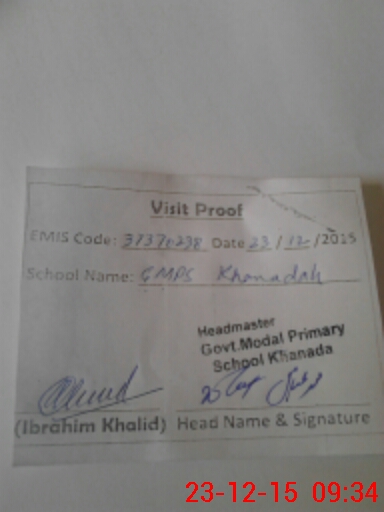 Visit Proof
EMIS Code: 37370238 Date 23/12/2015
School Name: GMPS Khanadah
Headmaster
Govt.Modal Primary
School Khanada
(Ibrahim Khalid) Head Name & Signature
23-12-15 09:34